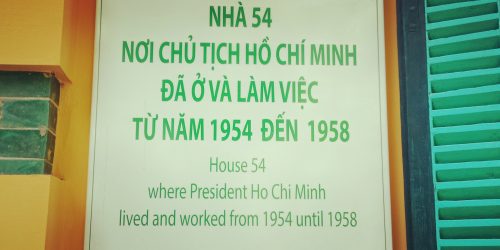 NHÀ 54
NƠI CHỦ TỊCH HỒ CHÍ MINH
ĐÃ Ở VÀ LÀM VIỆC
TỪ NĂM 1954 ĐẾN 1958
House 54
where President Ho Chi Minh
lived and worked from 1954 until 1958